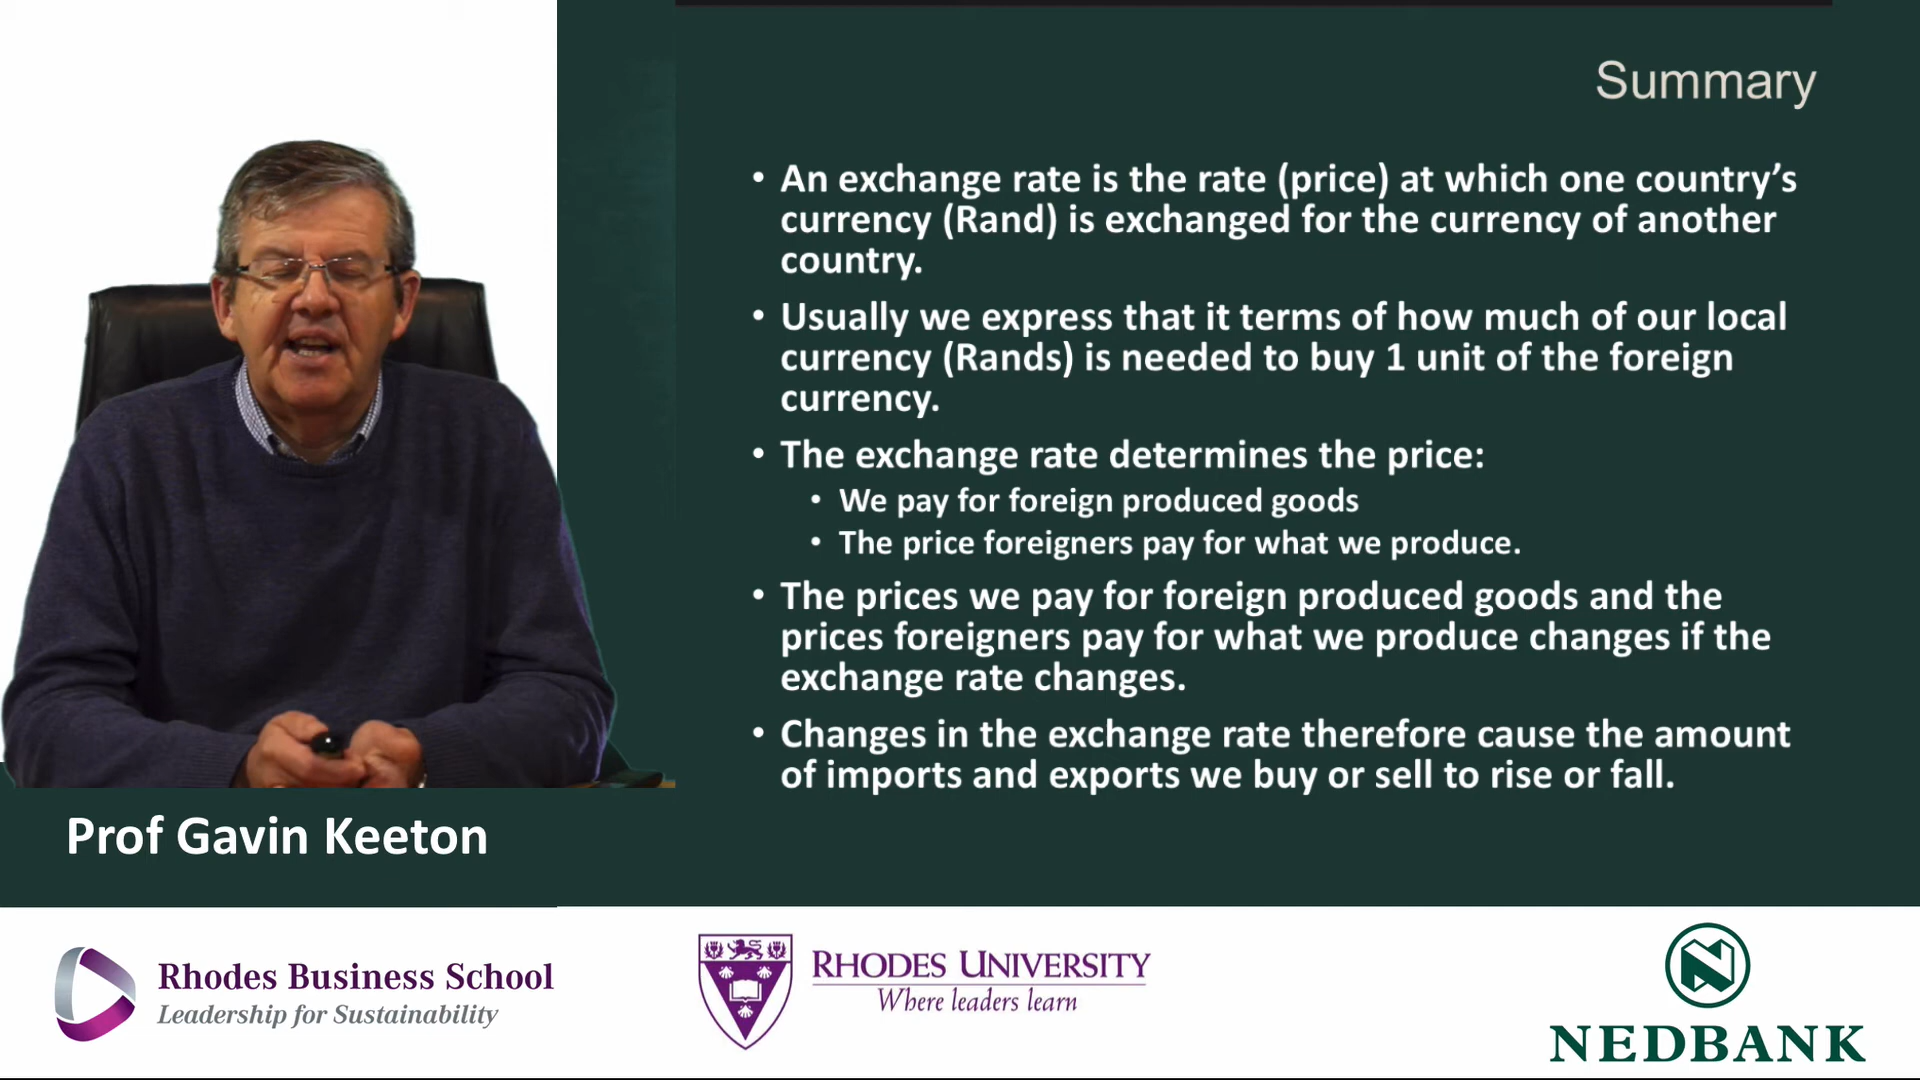 Summary
• An exchange rate is the rate (price) at which one country’s
currency (Rand) is exchanged for the currency of another
country.
• Usually we express that it terms of how much of our local
currency (Rands) is needed to buy 1 unit of the foreign
currency.
• The exchange rate determines the price:
• We pay for foreign produced goods
• The price foreigners pay for what we produce.
• The prices we pay for foreign produced goods and the
prices foreigners pay for what we produce changes if the
exchange rate changes.
• Changes in the exchange rate therefore cause the amount
of imports and exports we buy or sell to rise or fall.
Prof Gavin Keeton
Rhodes Business School
Leadership for Sustainability
RHODES UNIVERSITY
Where leaders learn
NEDBANK